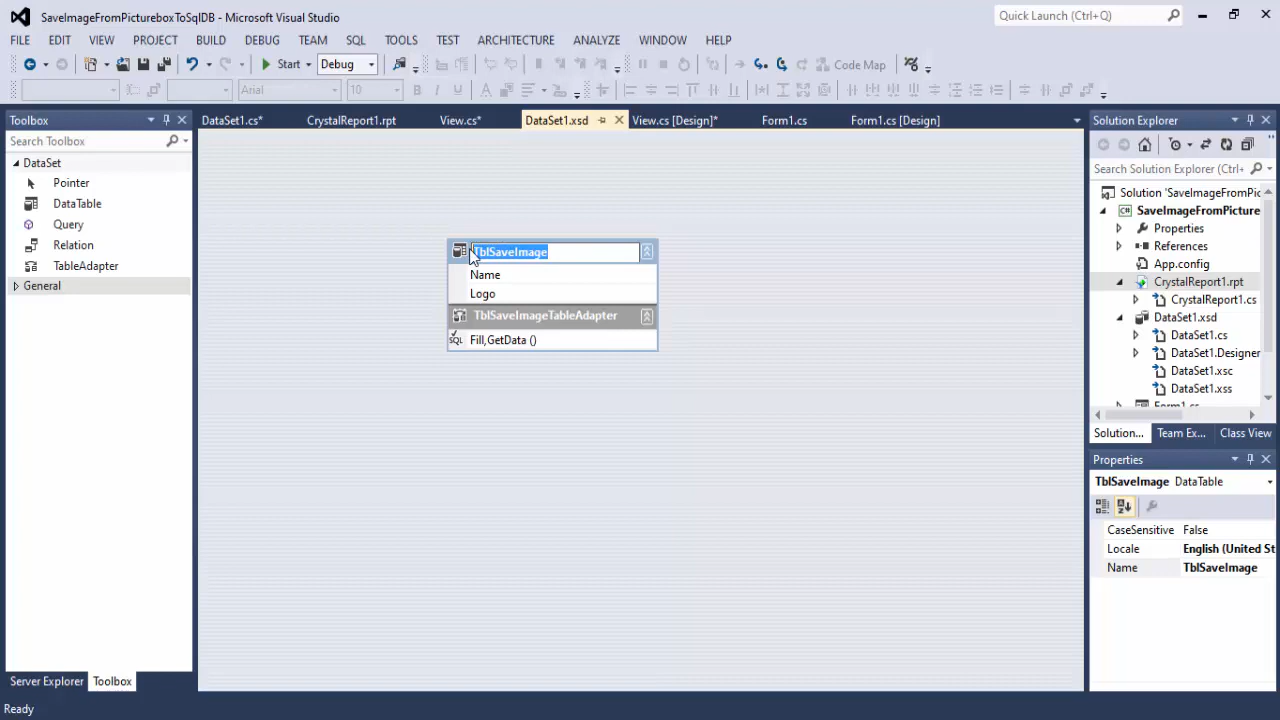 SaveImageFromPictureboxToSqlDB - Microsoft Visual Studio
Quick Launch (Ctrl+Q)
FILE EDIT VIEW PROJECT BUILD DEBUG TEAM SQL TOOLS TEST ARCHITECTURE ANALYZE WINDOW HELP
Start Debug Code Map
Arial 10 B I U A
Toolbox
Search Toolbox
DataSet
Pointer
DataTable
Query
Relation
TableAdapter
General
Server Explorer Toolbox
DataSet1.cs* CrystalReport1.rpt View.cs* DataSet1.xsd View.cs [Design]* Form1.cs Form1.cs [Design]
TblSaveImage
Name
Logo
TblSaveImageTableAdapter
SQL Fill,GetData ()
Solution Explorer
Search Solution Explorer (Ctrl+
Solution 'SaveImageFromPic
C# SaveImageFromPicture
Properties
References
App.config
CrystalReport1.rpt
CrystalReport1.cs
DataSet1.xsd
DataSet1.cs
DataSet1.Designer
DataSet1.xsc
DataSet1.xss
Form1.cs
Solution... Team Ex... Class View
Properties
TblSaveImage DataTable
CaseSensitive False
Locale English (United St
Name TblSaveImage
Ready